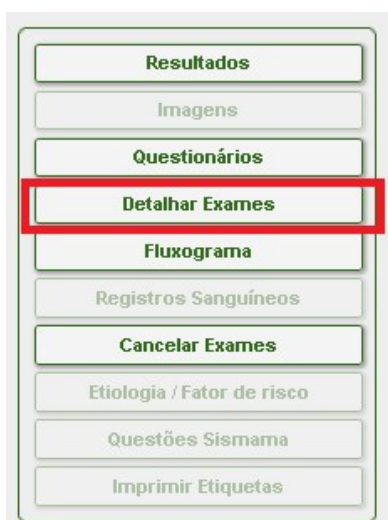 Resultados
Imagens
Questionários
Detalhar Exames
Fluxograma
Registros Sanguíneos
Cancelar Exames
Etiologia / Fator de risco
Questões Sismama
Imprimir Etiquetas